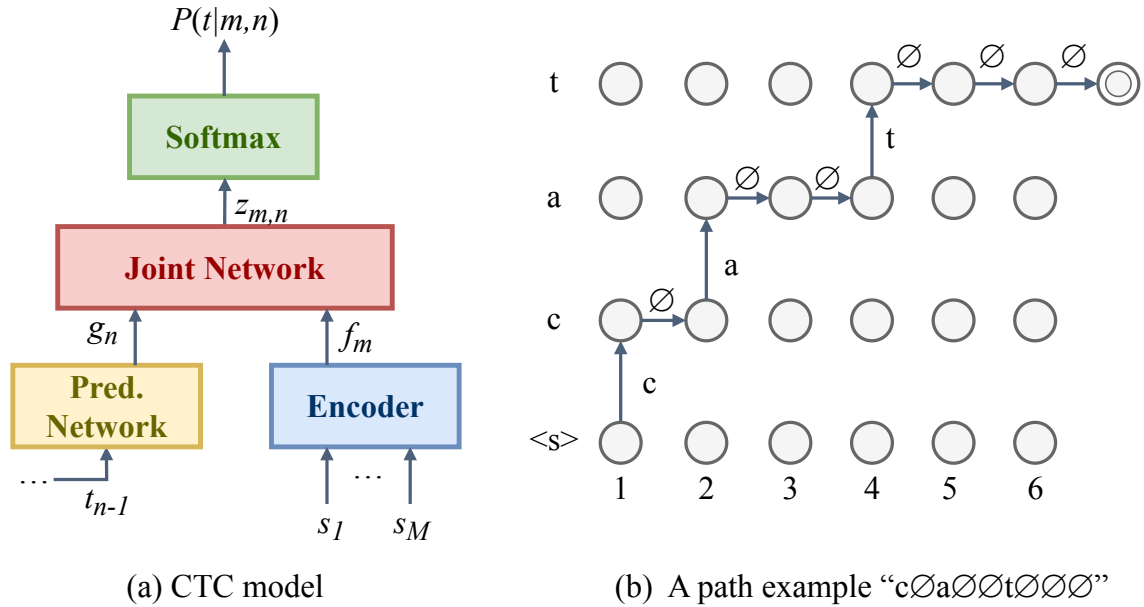 P(t|m,n)
Softmax
z_{m,n}
Joint Network
g_n
f_m
Pred.
Network
Encoder
...
t_{n-1}
...
s_1
s_M
(a) CTC model
∅ ∅ ∅
t
t
∅ ∅
a
a
∅
c
c
<s>
1 2 3 4 5 6
(b) A path example “c∅a∅∅t∅∅∅”